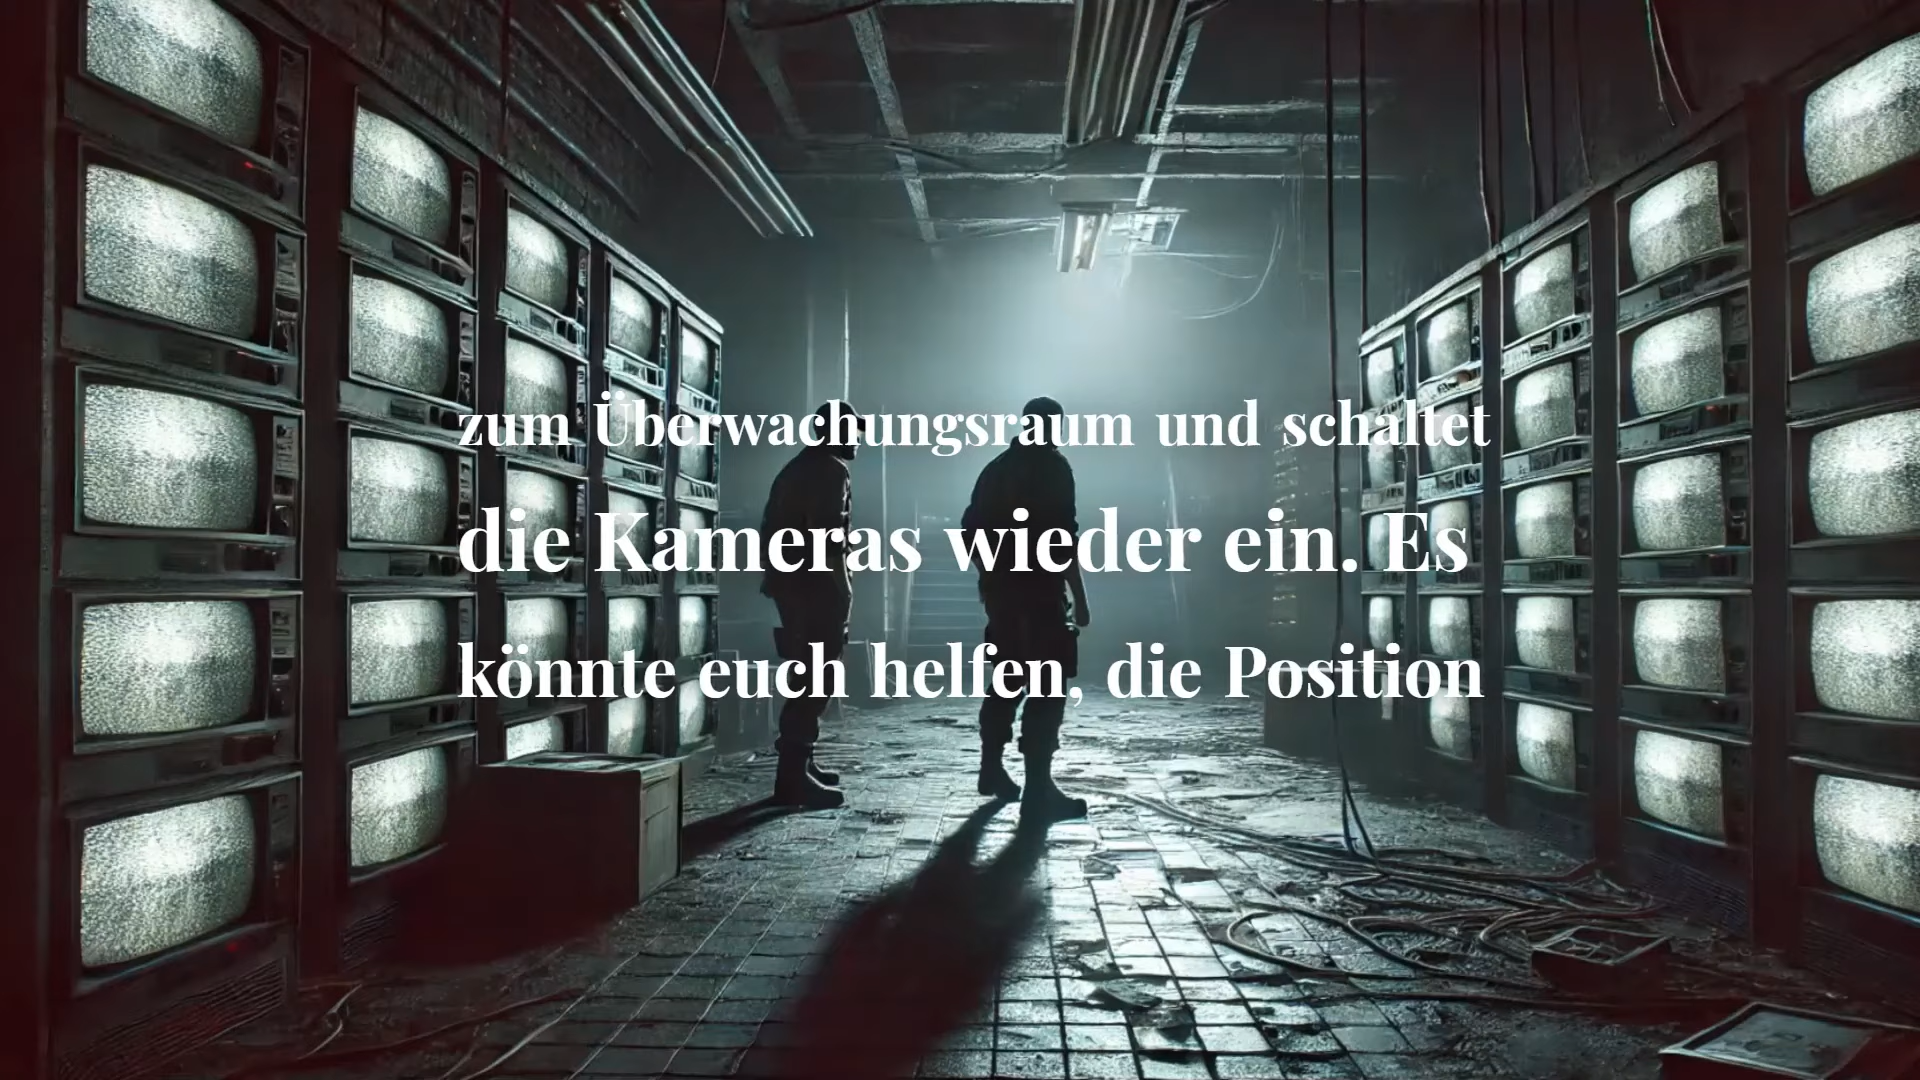 zum Überwachungsraum und schaltet
die Kameras wieder ein. Es
könnte euch helfen, die Position